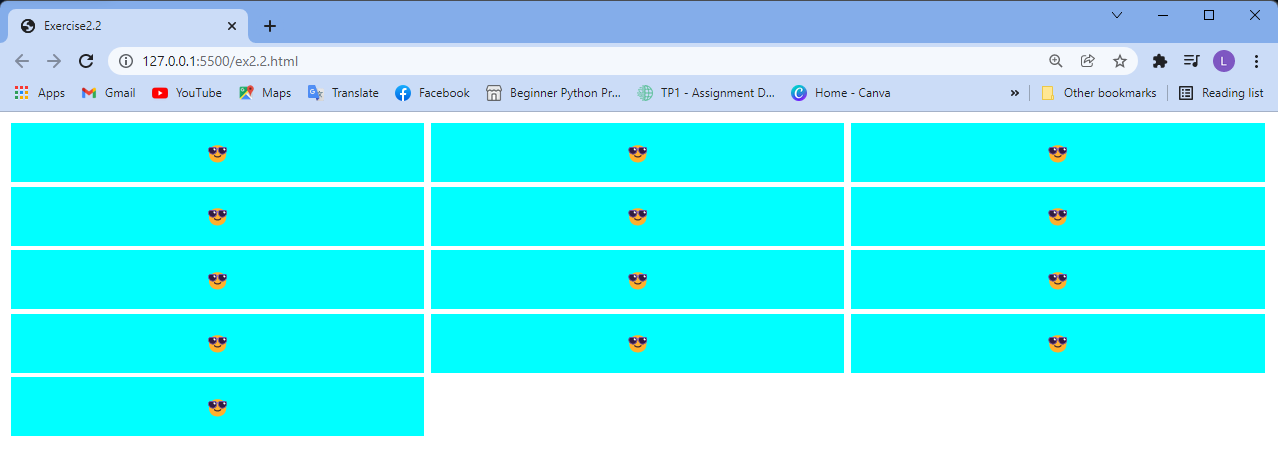 Exercise2.2
127.0.0.1:5500/ex2.2.html
L
Apps Gmail YouTube Maps Translate Facebook Beginner Python Pr... TP1 - Assignment D... Home - Canva » Other bookmarks Reading list